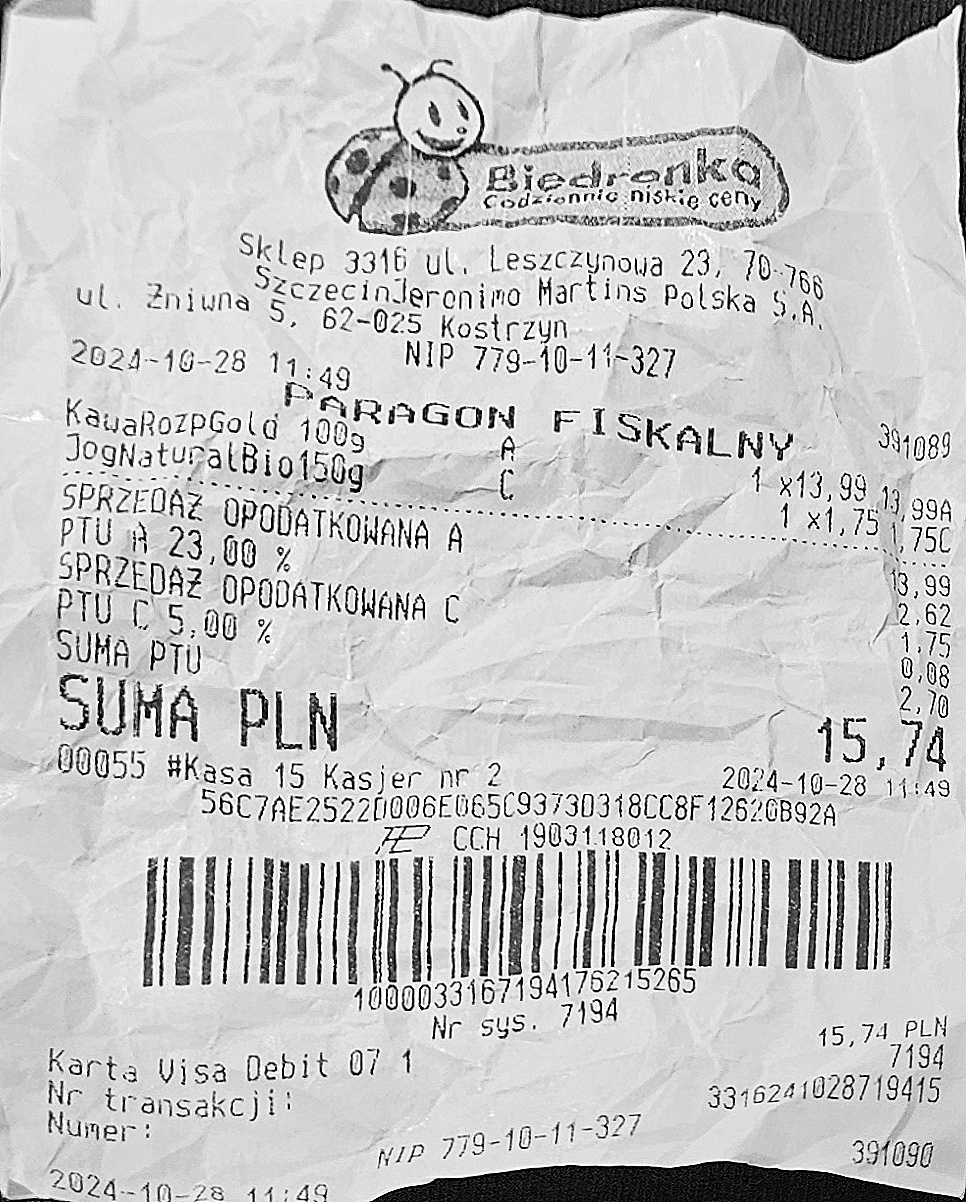 Biedronka
Codziennie niskie ceny
Sklep 3316 ul. Leszczynowa 23, 70-766
SzczecinJeronimo Martins Polska S.A.
ul. Żniwna 5, 62-025 Kostrzyn
NIP 779-10-11-327
2024-10-28 11:49
391089
PARAGON FISKALNY
KawaRozpGold 100g A 1 x13,99 13,99A
JogNaturalBio150g C 1 x1,75 1,75C
SPRZEDAŻ OPODATKOWANA A 13,99
PTU A 23,00 % 2,62
SPRZEDAŻ OPODATKOWANA C 1,75
PTU C 5,00 % 0,08
SUMA PTU 2,70
SUMA PLN 15,74
00055 #Kasa 15 Kasjer nr 2 2024-10-28 11:49
56C7AE2522D006E065C9373D318CC8F12620B92A
CCH 1903118012
1000033167194176215265
Nr sys. 7194
Karta Visa Debit 07 1 15,74 PLN
Nr transakcji: 7194
Numer: 3316241028719415
NIP 779-10-11-327
2024-10-28 11:49 391090